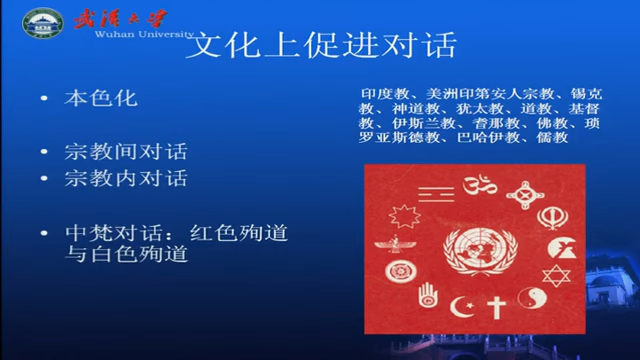 武汉大学
Wuhan University
文化上促进对话
• 本色化
• 宗教间对话
• 宗教内对话
• 中梵对话：红色殉道
与白色殉道
印度教、美洲印第安人宗教、锡克
教、神道教、犹太教、道教、基督
教、伊斯兰教、耆那教、佛教、琐
罗亚斯德教、巴哈伊教、儒教